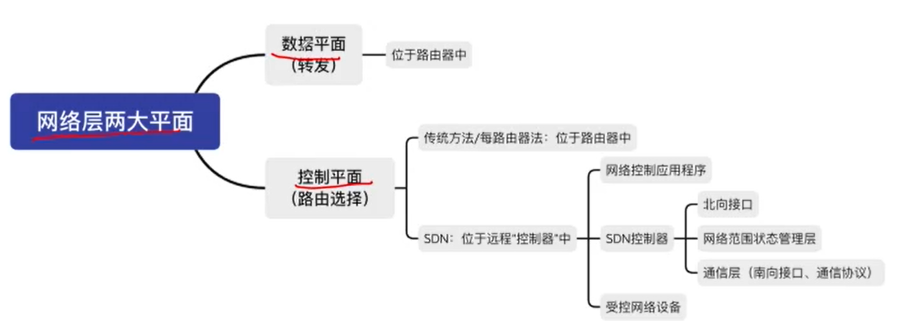 网络层两大平面
数据平面
(转发)
位于路由器中
控制平面
(路由选择)
传统方法/每路由器法：位于路由器中
SDN：位于远程"控制器"中
网络控制应用程序
SDN控制器
北向接口
网络范围状态管理层
通信层（南向接口、通信协议）
受控网络设备